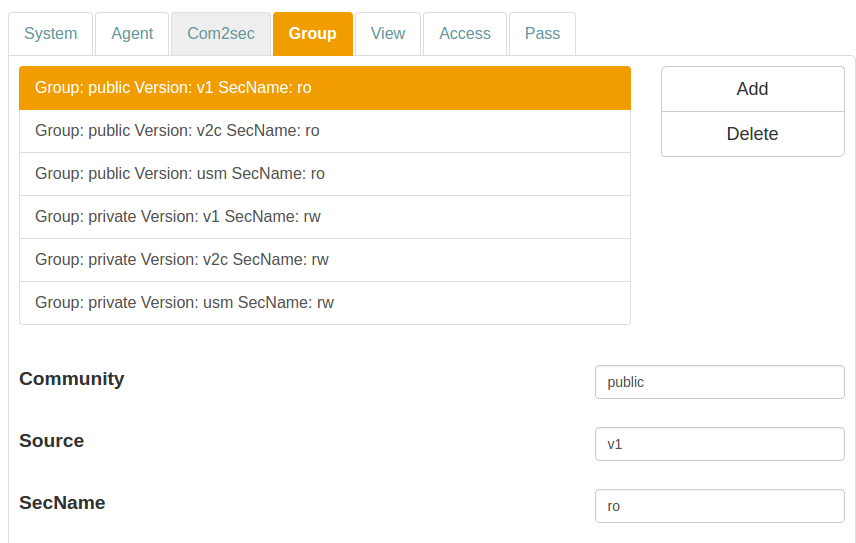 System Agent Com2sec Group View Access Pass
Group: public Version: v1 SecName: ro
Add
Group: public Version: v2c SecName: ro
Delete
Group: public Version: usm SecName: ro
Group: private Version: v1 SecName: rw
Group: private Version: v2c SecName: rw
Group: private Version: usm SecName: rw
Community public
Source v1
SecName ro